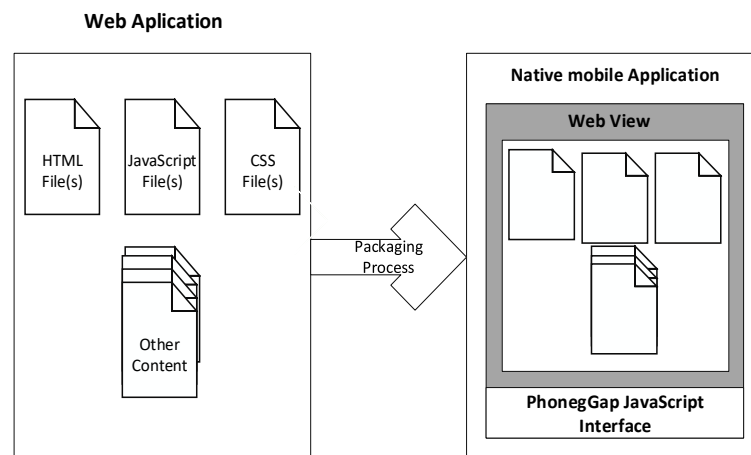 Web Aplication
HTML
File(s)
JavaScript
File(s)
CSS
File(s)
Other
Content
Packaging
Process
Native mobile Application
Web View
PhonegGap JavaScript
Interface